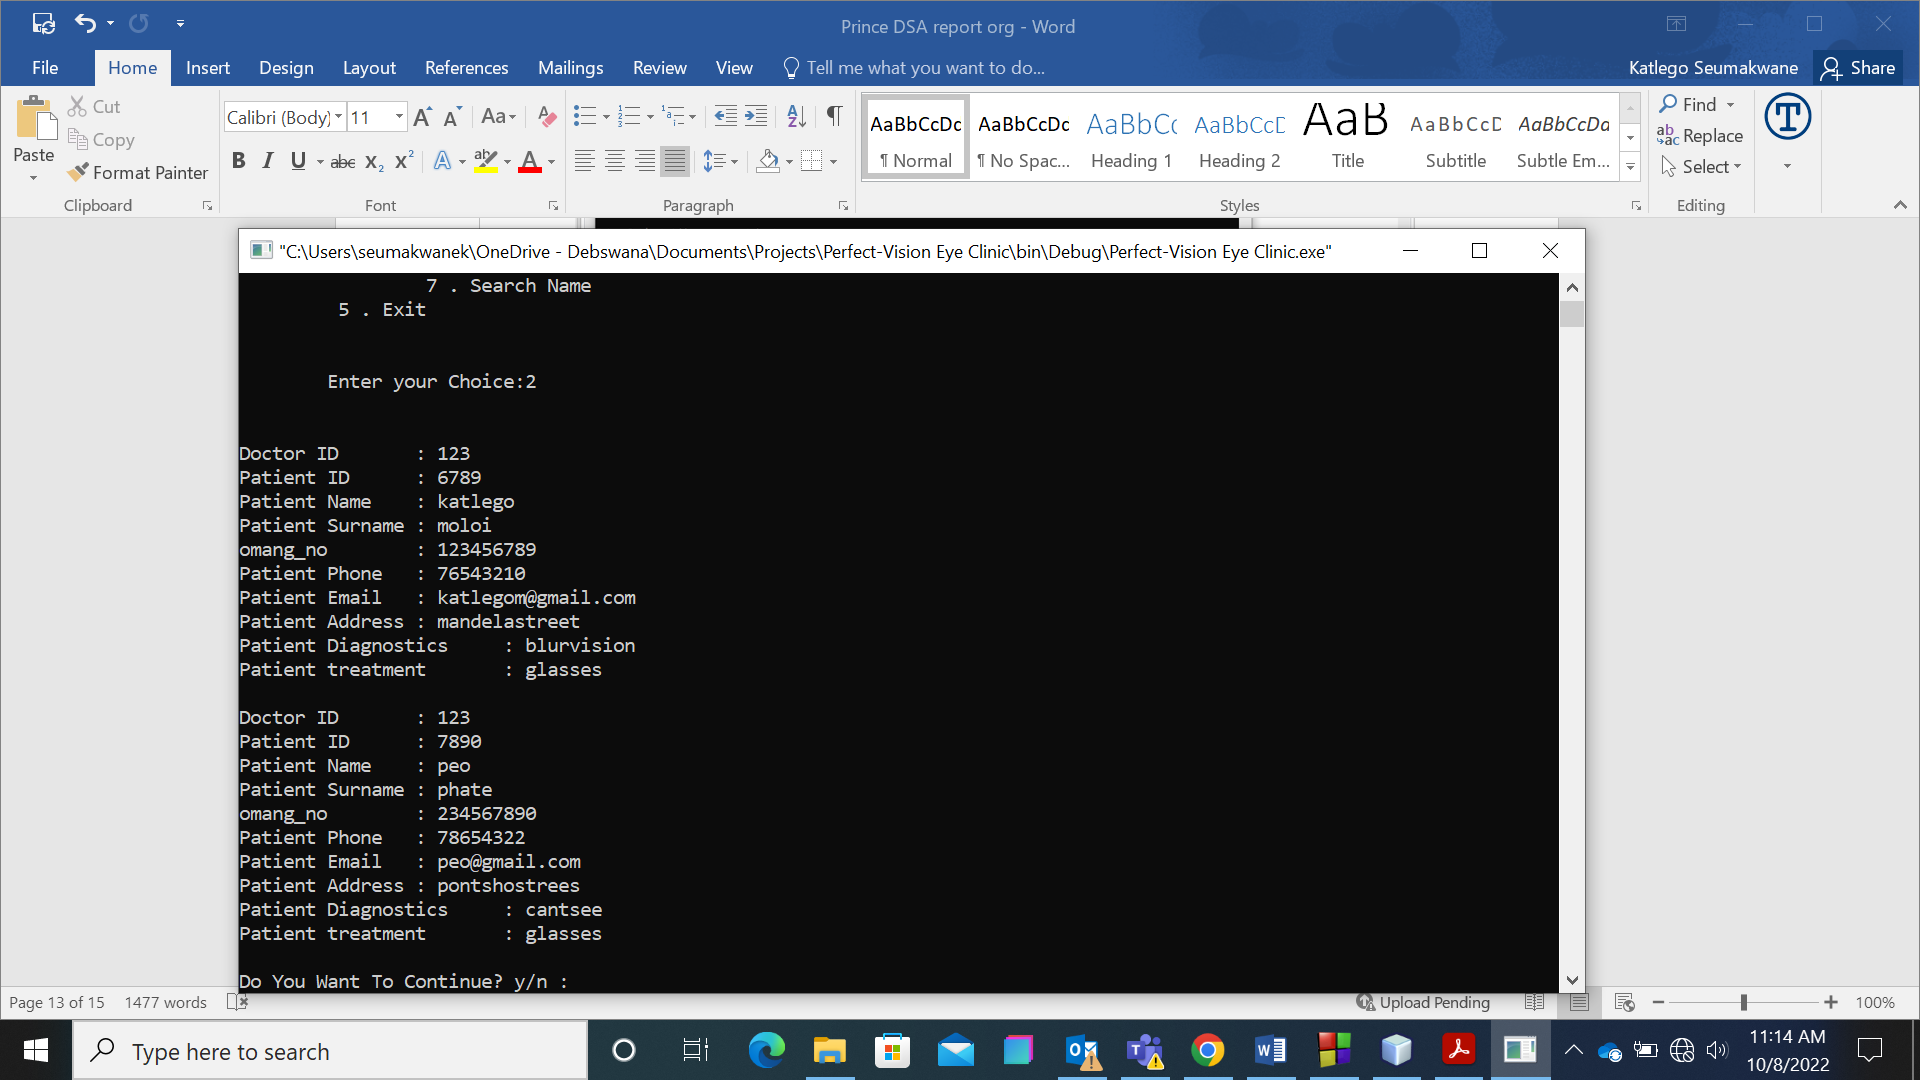 Prince DSA report org - Word
File Home Insert Design Layout References Mailings Review View Tell me what you want to do... Katlego Seumakwane Share
Paste
Cut
Copy
Format Painter
Calibri (Body) 11
AaBbCcDc AaBbCcDc AaBbCc AaBbCcD AaB AaBbCcD AaBbCcDa
¶ Normal ¶ No Spac... Heading 1 Heading 2 Title Subtitle Subtle Em...
Find
Replace
Select
Clipboard Font Paragraph Styles Editing
"C:\Users\seumakwanek\OneDrive - Debswana\Documents\Projects\Perfect-Vision Eye Clinic\bin\Debug\Perfect-Vision Eye Clinic.exe"
7 . Search Name
5 . Exit
Enter your Choice:2
Doctor ID : 123
Patient ID : 6789
Patient Name : katlego
Patient Surname : moloi
omang_no : 123456789
Patient Phone : 76543210
Patient Email : katlegom@gmail.com
Patient Address : mandelastreet
Patient Diagnostics : blurvision
Patient treatment : glasses
Doctor ID : 123
Patient ID : 7890
Patient Name : peo
Patient Surname : phate
omang_no : 234567890
Patient Phone : 78654322
Patient Email : peo@gmail.com
Patient Address : pontshostrees
Patient Diagnostics : cantsee
Patient treatment : glasses
Do You Want To Continue? y/n :
Page 13 of 15 1477 words Upload Pending 100%
Type here to search
11:14 AM
10/8/2022